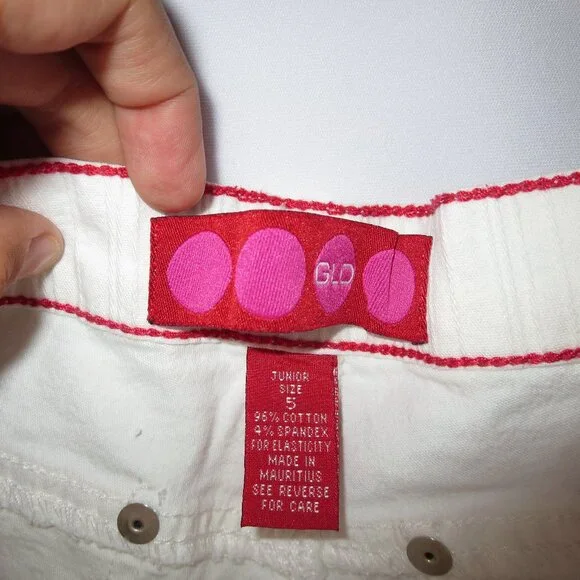 GLO
JUNIOR
SIZE
5
96% COTTON
4% SPANDEX
FOR ELASTICITY
MADE IN
MAURITIUS
SEE REVERSE
FOR CARE